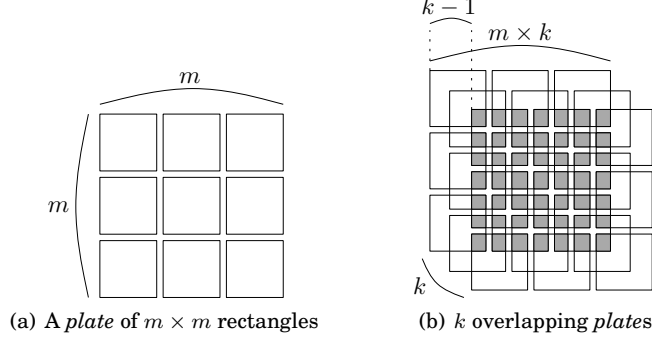 k − 1
m × k
m
m
k
(a) A plate of m × m rectangles
(b) k overlapping plates